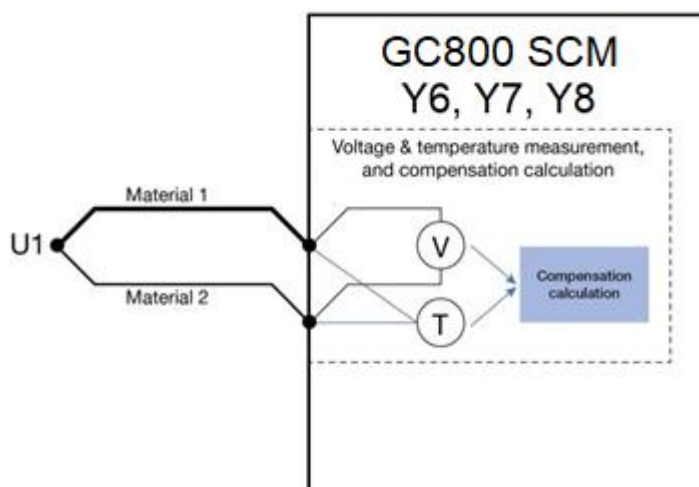 GC800 SCM
Y6, Y7, Y8
Voltage & temperature measurement,
and compensation calculation
Material 1
U1
V
Material 2
T
Compensation
calculation